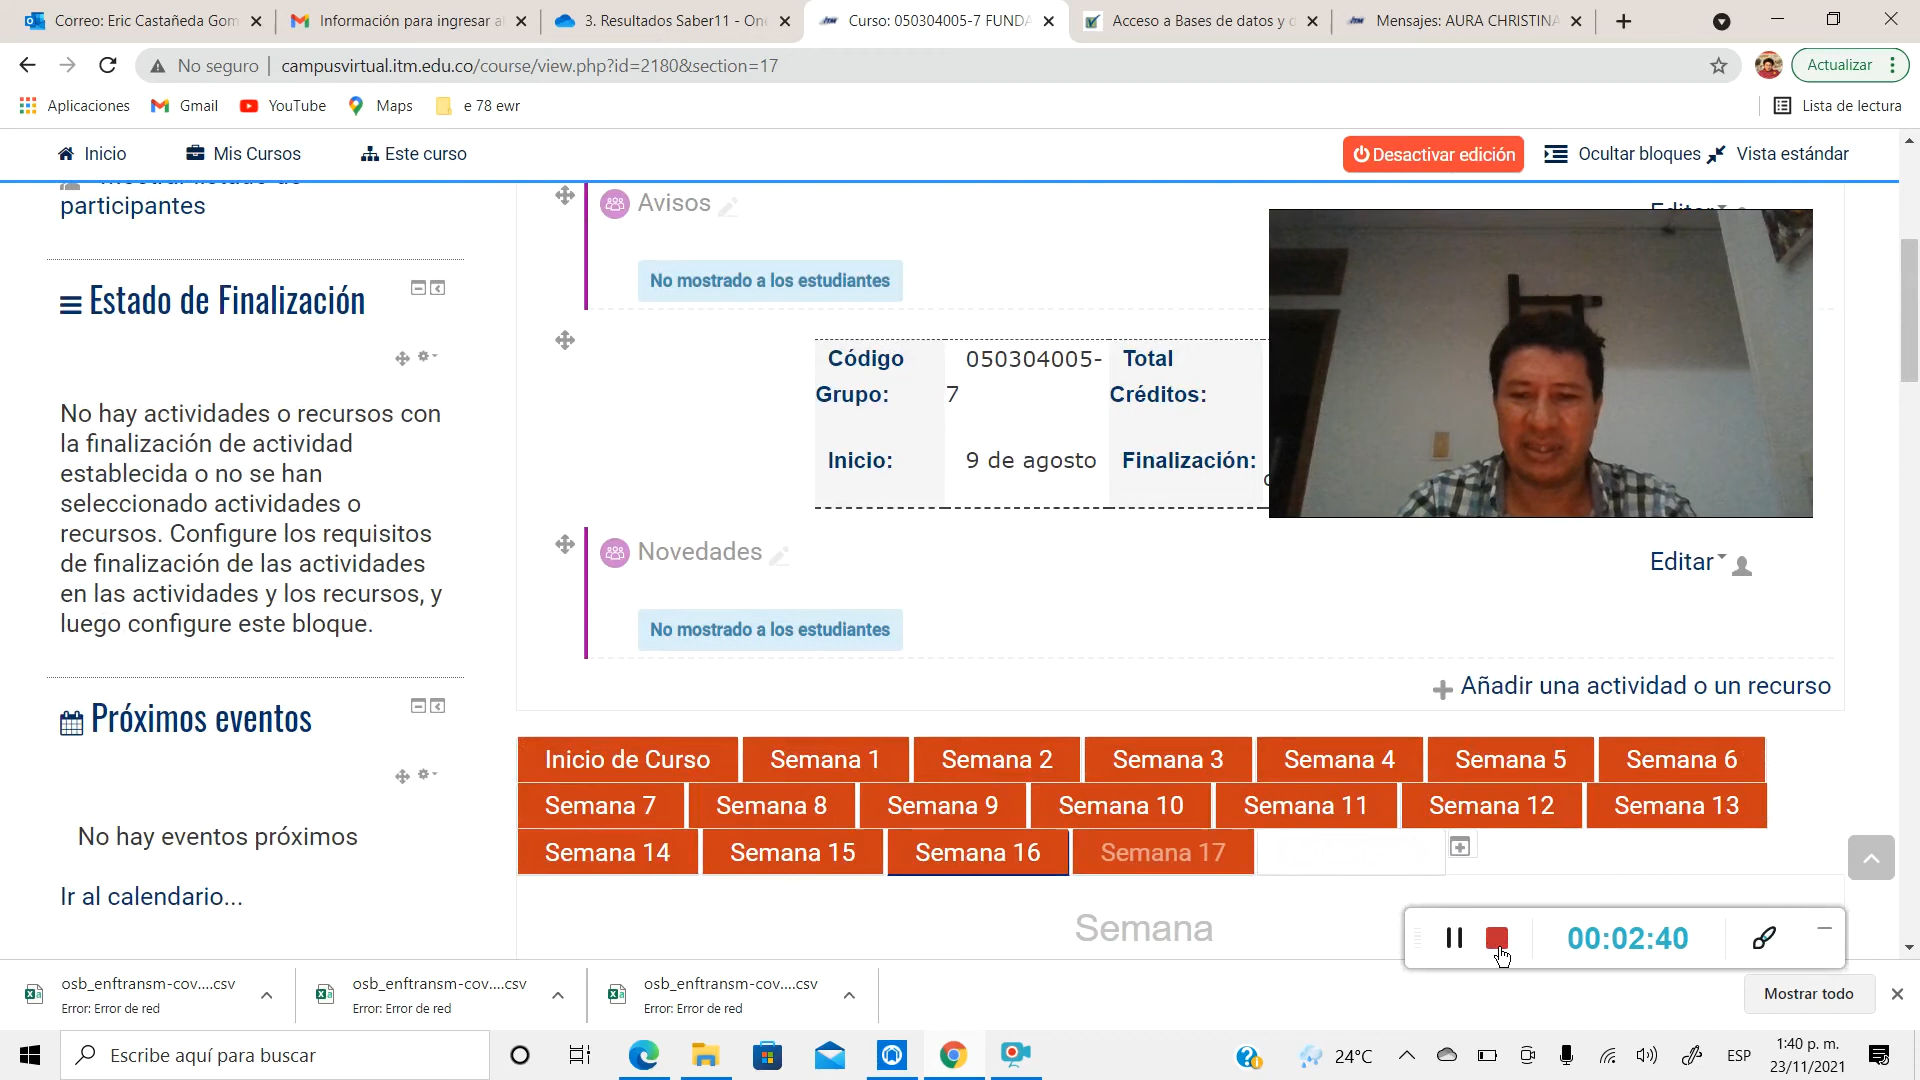 Correo: Eric Castañeda Gom
Información para ingresar a
3. Resultados Saber11 - One
Curso: 050304005-7 FUNDA
Acceso a Bases de datos y d
Mensajes: AURA CHRISTINA
No seguro
campusvirtual.itm.edu.co/course/view.php?id=2180&section=17
Actualizar
Aplicaciones
Gmail
YouTube
Maps
e 78 ewr
Lista de lectura
Inicio
Mis Cursos
Este curso
Desactivar edición
Ocultar bloques
Vista estándar
participantes
Estado de Finalización
No hay actividades o recursos con
la finalización de actividad
establecida o no se han
seleccionado actividades o
recursos. Configure los requisitos
de finalización de las actividades
en las actividades y los recursos, y
luego configure este bloque.
Próximos eventos
No hay eventos próximos
Ir al calendario...
Avisos
No mostrado a los estudiantes
Código Grupo:
050304005-7
Total Créditos:
Inicio:
9 de agosto
Finalización:
Novedades
Editar
No mostrado a los estudiantes
Añadir una actividad o un recurso
Inicio de Curso
Semana 1
Semana 2
Semana 3
Semana 4
Semana 5
Semana 6
Semana 7
Semana 8
Semana 9
Semana 10
Semana 11
Semana 12
Semana 13
Semana 14
Semana 15
Semana 16
Semana 17
Semana
00:02:40
osb_enftransm-cov....csv
Error: Error de red
osb_enftransm-cov....csv
Error: Error de red
osb_enftransm-cov....csv
Error: Error de red
Mostrar todo
Escribe aquí para buscar
24°C
ESP
1:40 p. m.
23/11/2021